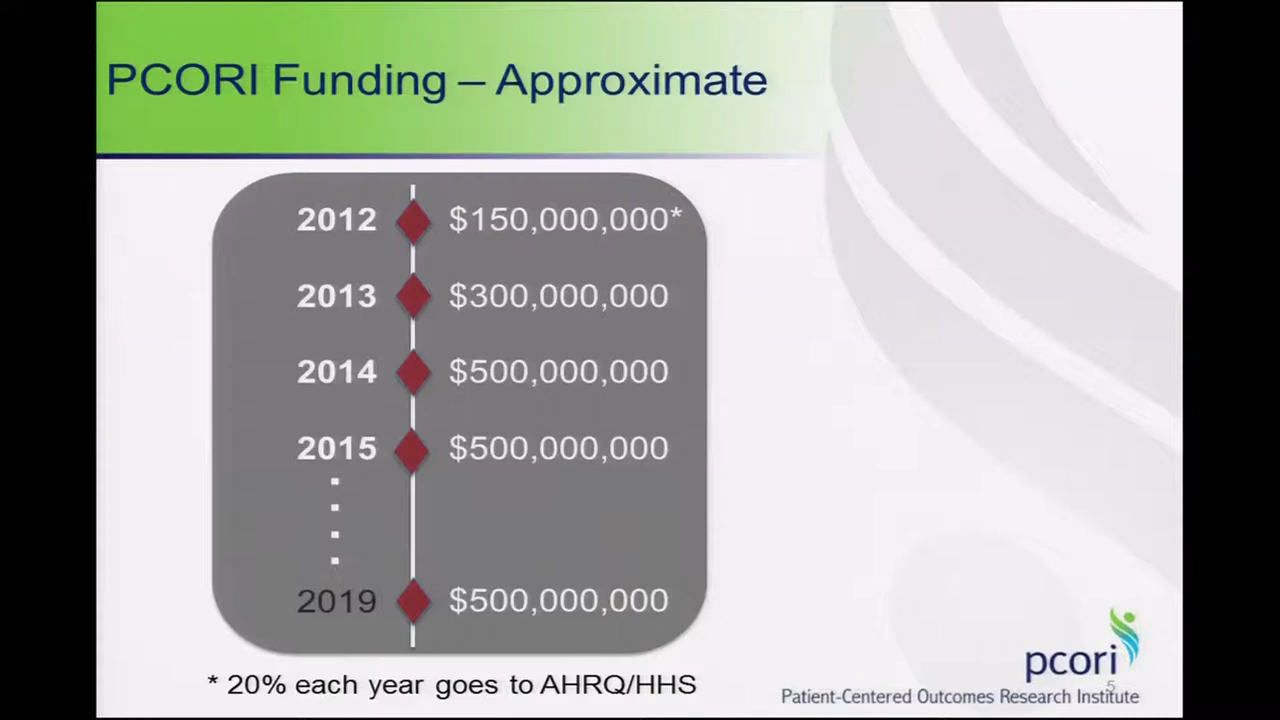 PCORI Funding – Approximate
2012 $150,000,000*
2013 $300,000,000
2014 $500,000,000
2015 $500,000,000
2019 $500,000,000
* 20% each year goes to AHRQ/HHS
pcori
5
Patient-Centered Outcomes Research Institute